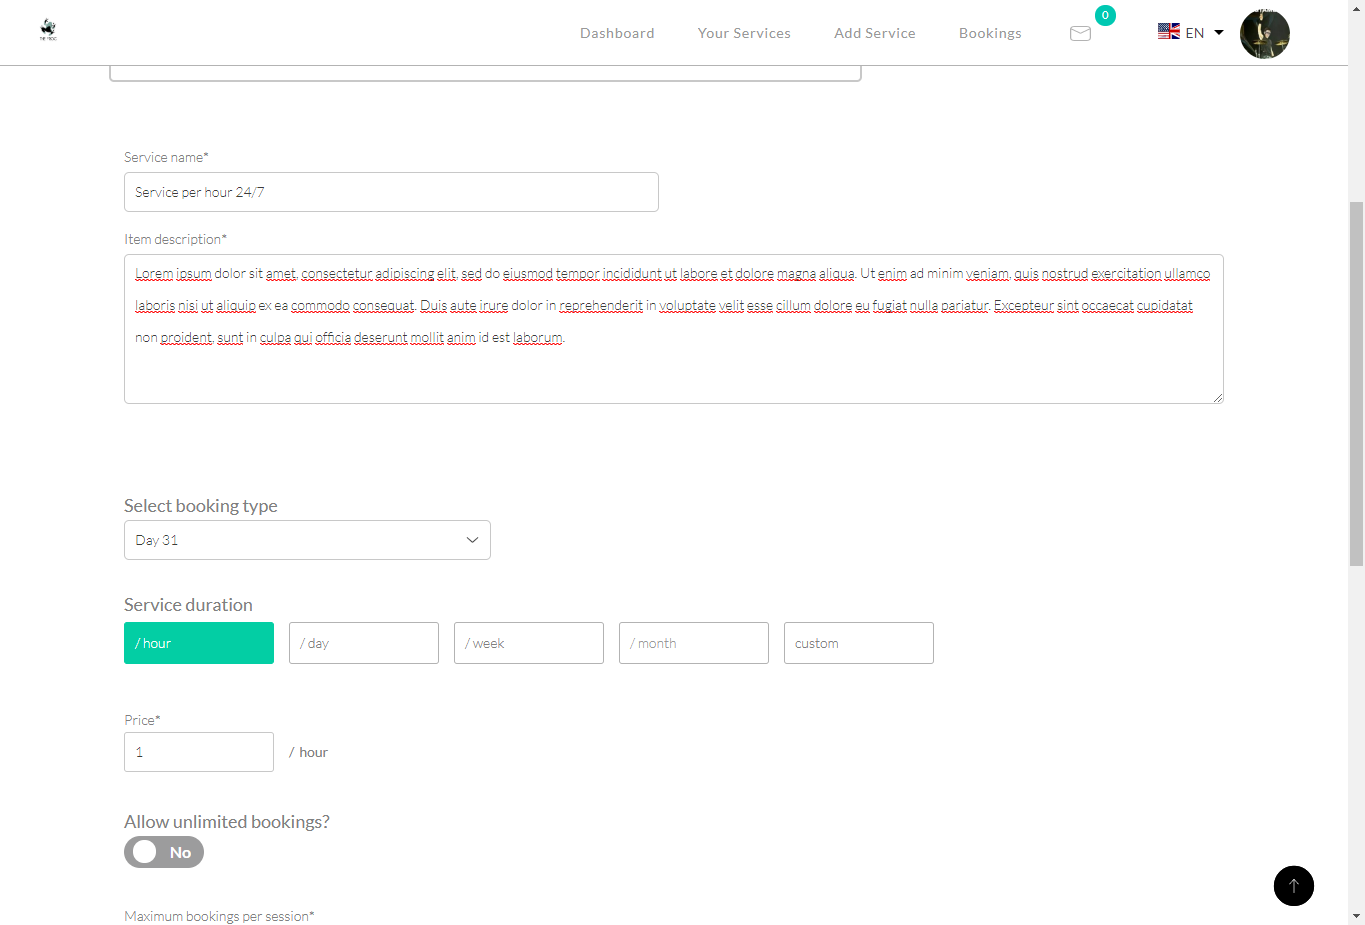 Dashboard
Your Services
Add Service
Bookings
0
EN
Service name*
Service per hour 24/7
Item description*
Lorem ipsum dolor sit amet, consectetur adipiscing elit, sed do eiusmod tempor incididunt ut labore et dolore magna aliqua. Ut enim ad minim veniam, quis nostrud exercitation ullamco
laboris nisi ut aliquip ex ea commodo consequat. Duis aute irure dolor in reprehenderit in voluptate velit esse cillum dolore eu fugiat nulla pariatur. Excepteur sint occaecat cupidatat
non proident, sunt in culpa qui officia deserunt mollit anim id est laborum.
Select booking type
Day 31
Service duration
/ hour
/ day
/ week
/ month
custom
Price*
1
/ hour
Allow unlimited bookings?
No
Maximum bookings per session*